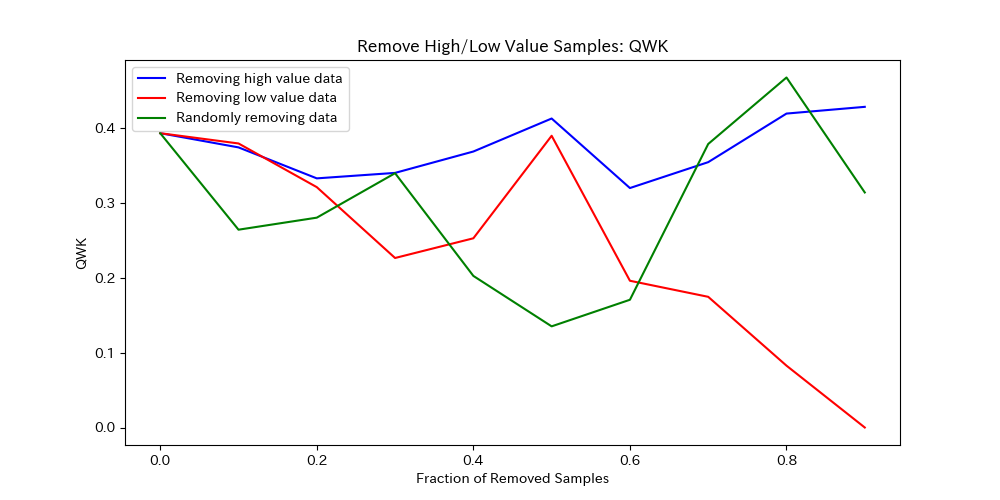 Remove High/Low Value Samples: QWK
Removing high value data
Removing low value data
Randomly removing data
QWK
0.4
0.3
0.2
0.1
0.0
0.0 0.2 0.4 0.6 0.8
Fraction of Removed Samples